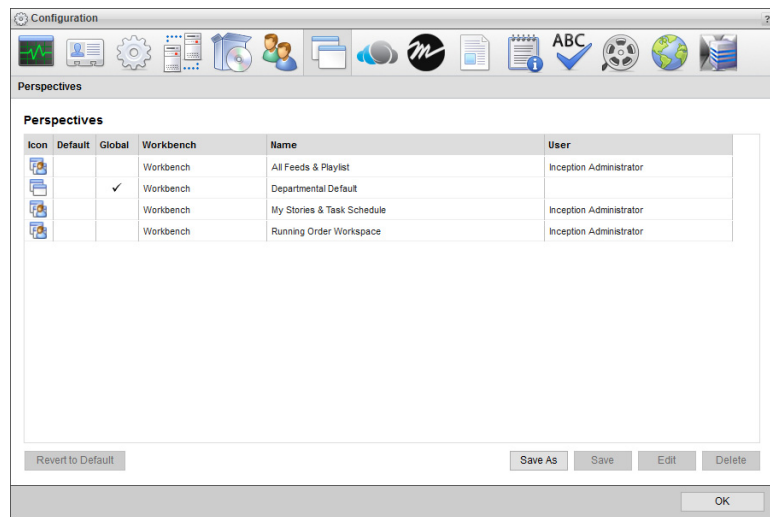 Configuration ?
ABC
Perspectives
Perspectives
Icon Default Global Workbench Name User
Workbench All Feeds & Playlist Inception Administrator
✓ Workbench Departmental Default
Workbench My Stories & Task Schedule Inception Administrator
Workbench Running Order Workspace Inception Administrator
Revert to Default Save As Save Edit Delete
OK